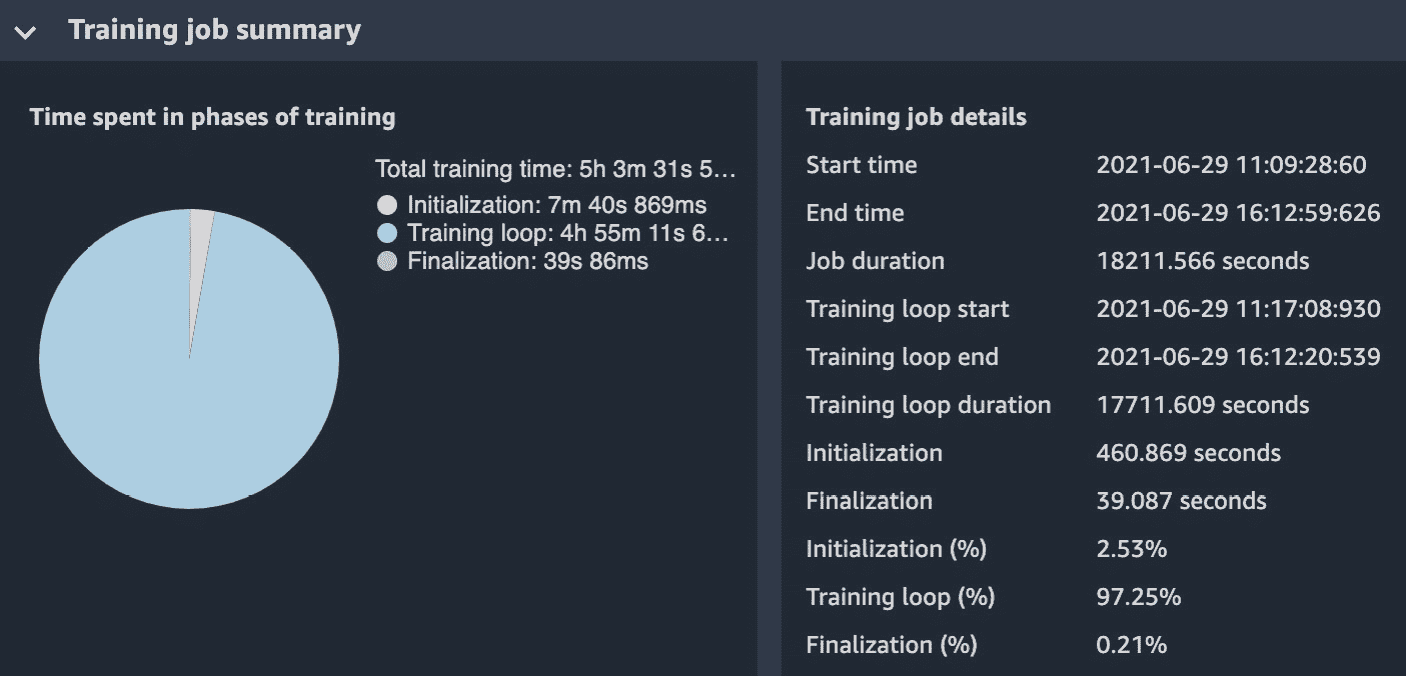 Training job summary
Time spent in phases of training
Total training time: 5h 3m 31s 5...
Initialization: 7m 40s 869ms
Training loop: 4h 55m 11s 6...
Finalization: 39s 86ms
Training job details
Start time 2021-06-29 11:09:28:60
End time 2021-06-29 16:12:59:626
Job duration 18211.566 seconds
Training loop start 2021-06-29 11:17:08:930
Training loop end 2021-06-29 16:12:20:539
Training loop duration 17711.609 seconds
Initialization 460.869 seconds
Finalization 39.087 seconds
Initialization (%) 2.53%
Training loop (%) 97.25%
Finalization (%) 0.21%